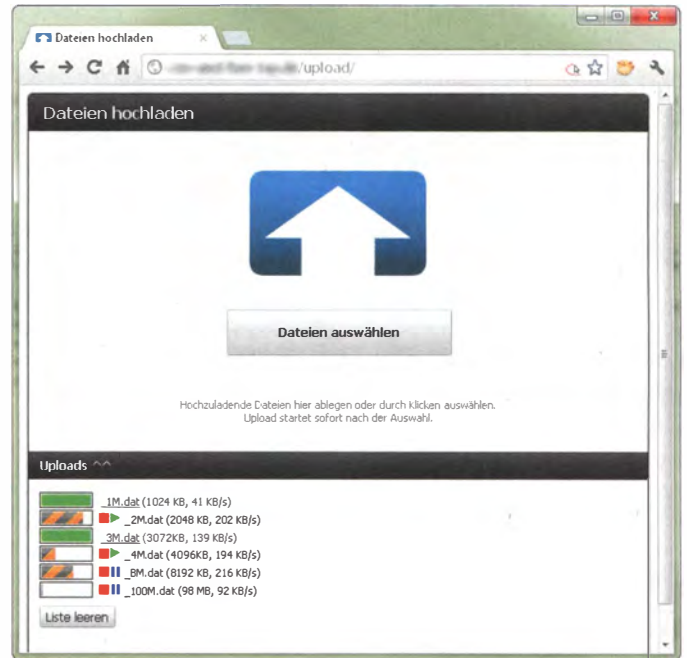 Dateien hochladen
/upload/
Dateien hochladen
Dateien auswählen
Hochzuladende Dateien hier ablegen oder durch Klicken auswählen.
Upload startet sofort nach der Auswahl.
Uploads ^^
_1M.dat (1024 KB, 41 KB/s)
_2M.dat (2048 KB, 202 KB/s)
_3M.dat (3072KB, 139 KB/s)
_4M.dat (4096KB, 194 KB/s)
_8M.dat (8192 KB, 216 KB/s)
_100M.dat (98 MB, 92 KB/s)
Liste leeren